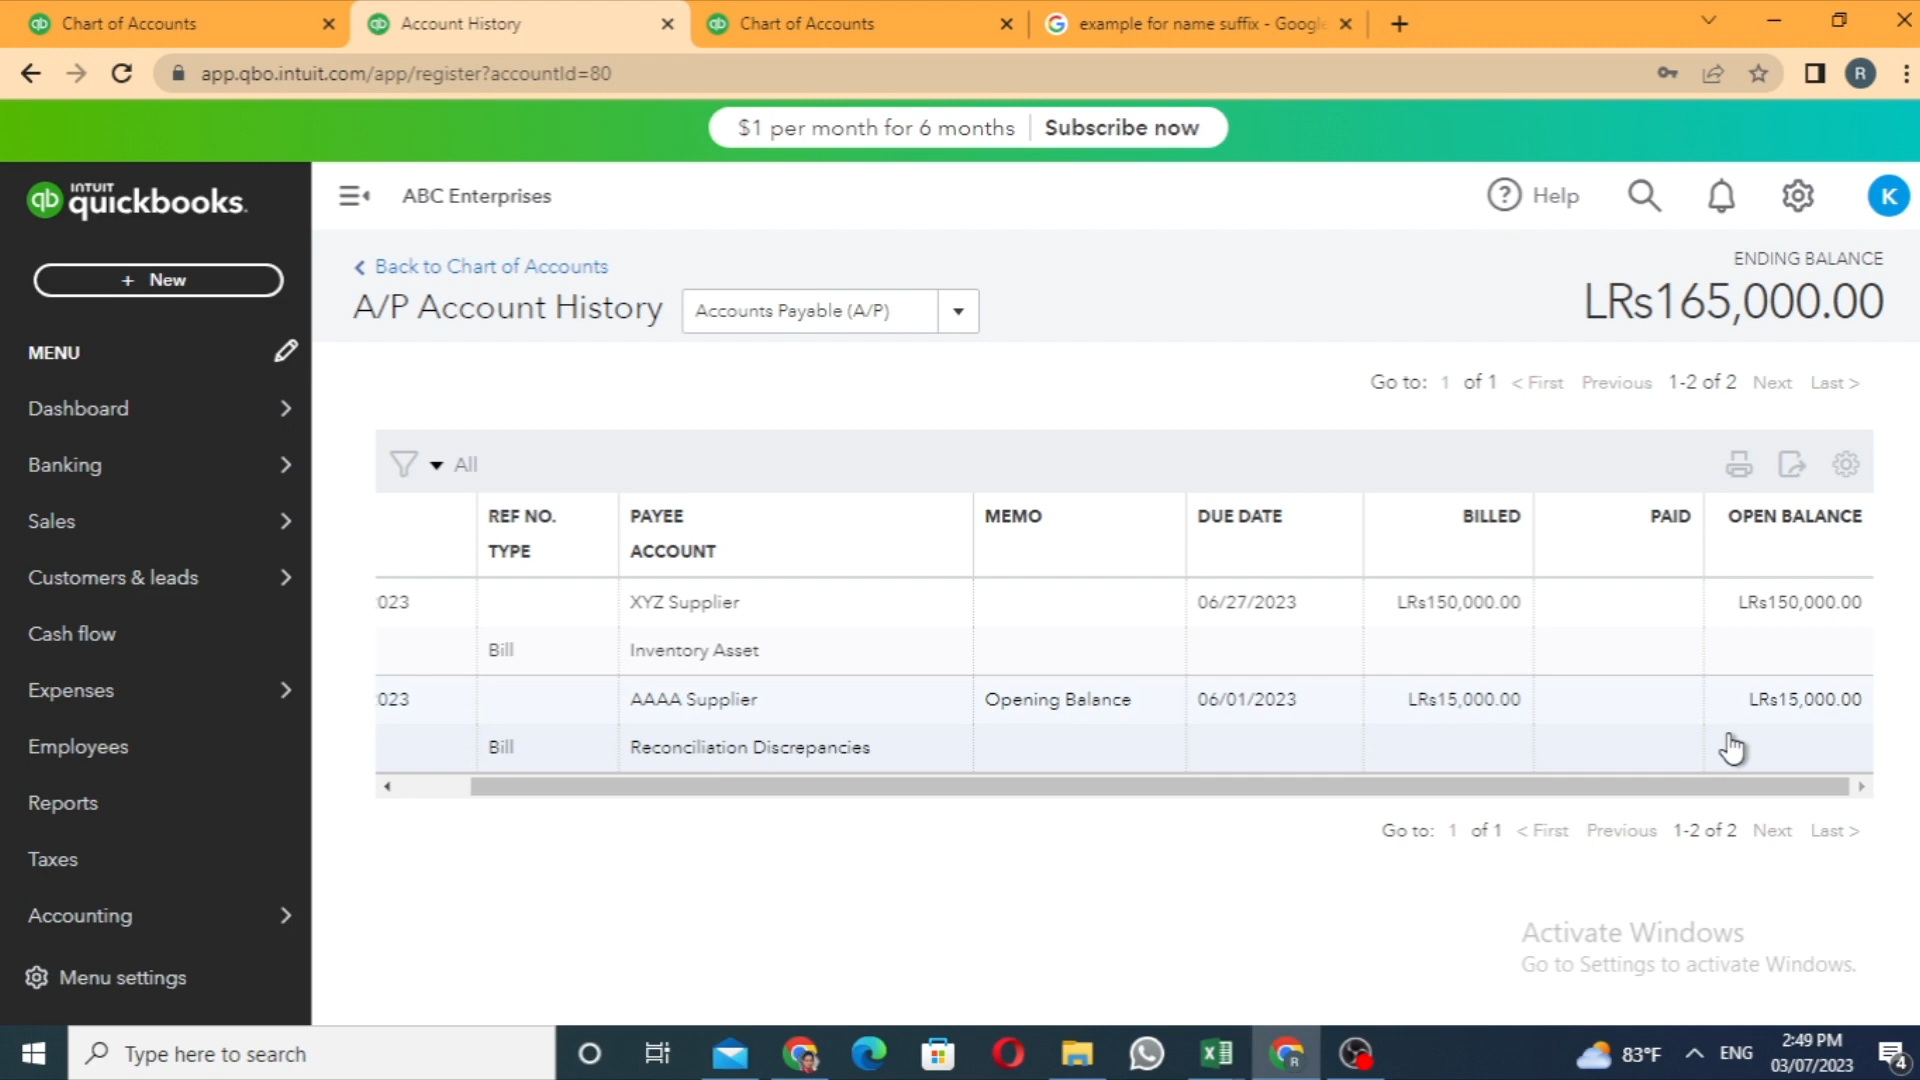 Chart of Accounts
Account History
Chart of Accounts
example for name suffix - Google
app.qbo.intuit.com/app/register?accountId=80
R
$1 per month for 6 months | Subscribe now
INTUIT
quickbooks.
ABC Enterprises
Help
K
+ New
Back to Chart of Accounts
ENDING BALANCE
A/P Account History
Accounts Payable (A/P)
LRs165,000.00
MENU
Dashboard
Banking
Sales
Customers & leads
Cash flow
Expenses
Employees
Reports
Taxes
Accounting
Menu settings
Go to: 1 of 1 < First Previous 1-2 of 2 Next Last >
All
REF NO. PAYEE MEMO DUE DATE BILLED PAID OPEN BALANCE
TYPE ACCOUNT
023 XYZ Supplier 06/27/2023 LRs150,000.00 LRs150,000.00
Bill Inventory Asset
023 AAAA Supplier Opening Balance 06/01/2023 LRs15,000.00 LRs15,000.00
Bill Reconciliation Discrepancies
Go to: 1 of 1 < First Previous 1-2 of 2 Next Last >
Activate Windows
Go to Settings to activate Windows.
Type here to search
R
83°F
ENG
2:49 PM
03/07/2023
4